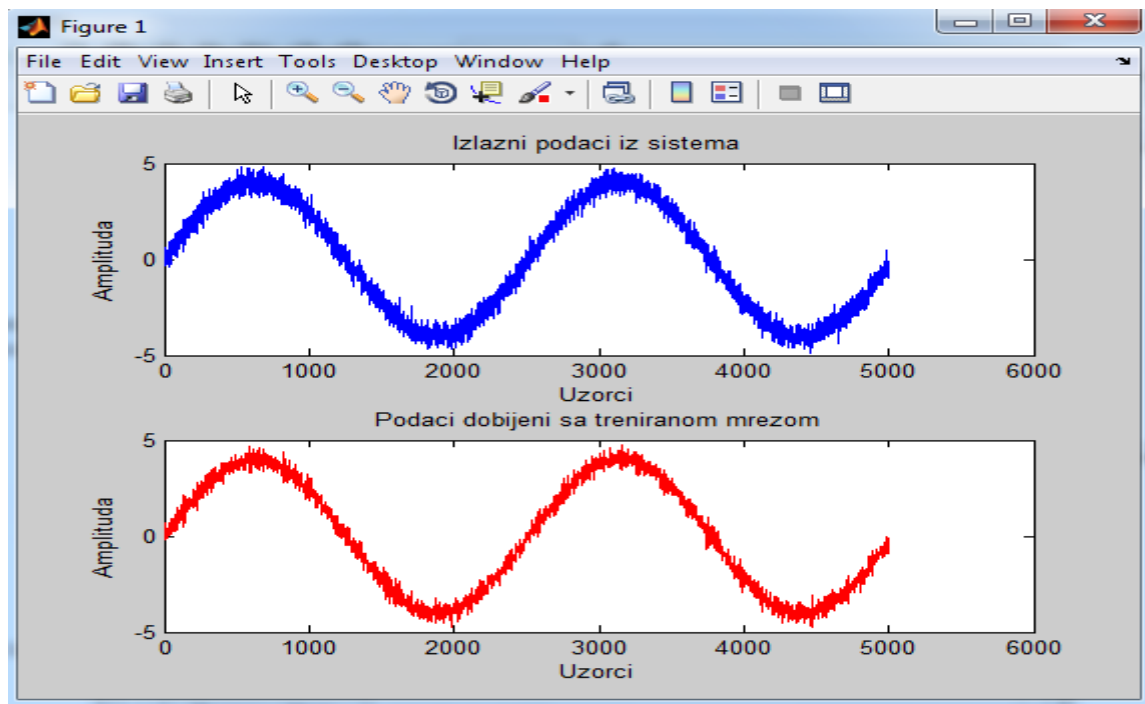 Figure 1
File Edit View Insert Tools Desktop Window Help
Izlazni podaci iz sistema
Amplituda
5
0
-5
0 1000 2000 3000 4000 5000 6000
Uzorci
Podaci dobijeni sa treniranom mrezom
Amplituda
5
0
-5
0 1000 2000 3000 4000 5000 6000
Uzorci